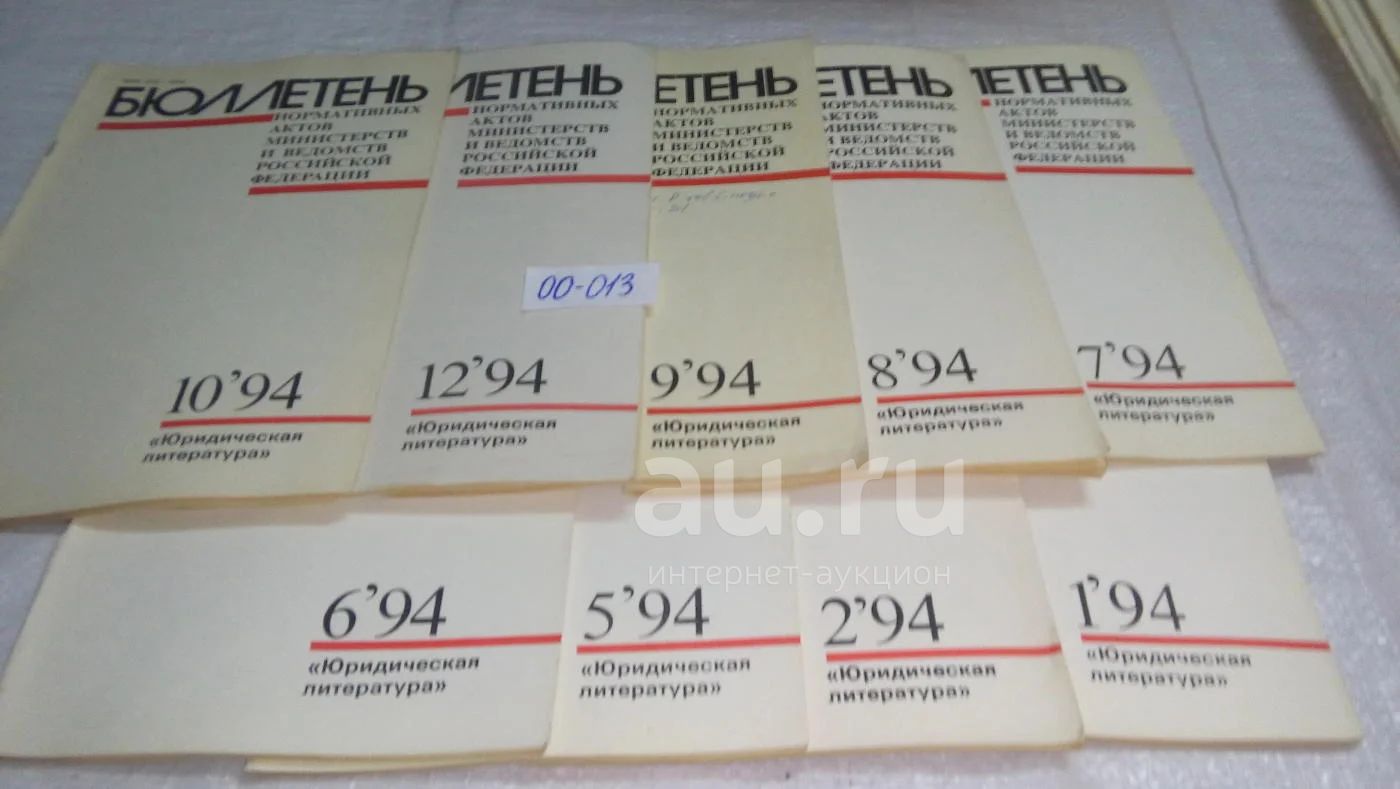 БЮЛЛЕТЕНЬ
НОРМАТИВНЫХ
АКТОВ
МИНИСТЕРСТВ
И ВЕДОМСТВ
РОССИЙСКОЙ
ФЕДЕРАЦИИ
10'94
«Юридическая
литература»
ЛЕТЕНЬ
НОРМАТИВНЫХ
АКТОВ
МИНИСТЕРСТВ
И ВЕДОМСТВ
РОССИЙСКОЙ
ФЕДЕРАЦИИ
00-013
12'94
«Юридическая
литература»
ЕТЕНЬ
НОРМАТИВНЫХ
АКТОВ
МИНИСТЕРСТВ
И ВЕДОМСТВ
РОССИЙСКОЙ
ФЕДЕРАЦИИ
9'94
«Юридическая
литература»
ЕТЕНЬ
НОРМАТИВНЫХ
АКТОВ
МИНИСТЕРСТВ
И ВЕДОМСТВ
РОССИЙСКОЙ
ФЕДЕРАЦИИ
8'94
«Юридическая
литература»
ЛЕТЕНЬ
НОРМАТИВНЫХ
АКТОВ
МИНИСТЕРСТВ
И ВЕДОМСТВ
РОССИЙСКОЙ
ФЕДЕРАЦИИ
7'94
«Юридическая
литература»
au.ru
интернет-аукцион
6'94
«Юридическая
литература»
5'94
«Юридическая
литература»
2'94
«Юридическая
литература»
1'94
«Юридическая
литература»